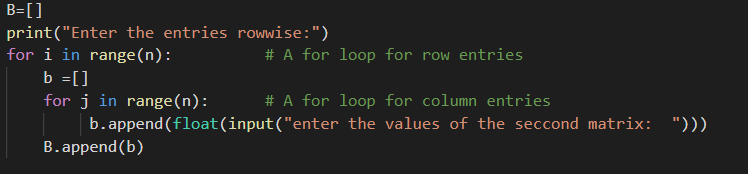 B=[]
print("Enter the entries rowwise:")
for i in range(n):          # A for loop for row entries
    b =[]
    for j in range(n):      # A for loop for column entries
         b.append(float(input("enter the values of the seccond matrix:  ")))
    B.append(b)